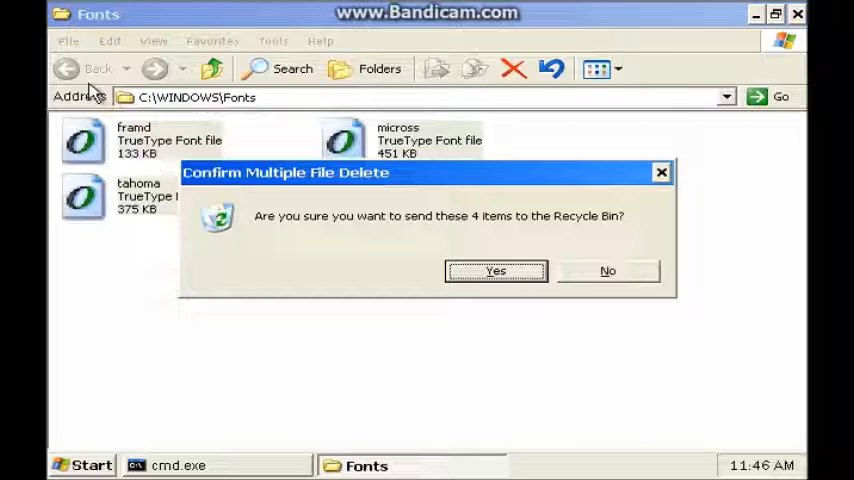 Fonts
www.Bandicam.com
File Edit View Favorites Tools Help
Back Search Folders
Address C:\WINDOWS\Fonts Go
framd
TrueType Font file
133 KB
micross
TrueType Font file
451 KB
tahoma
TrueType
375 KB
Confirm Multiple File Delete
Are you sure you want to send these 4 items to the Recycle Bin?
Yes No
Start cmd.exe Fonts 11:46 AM